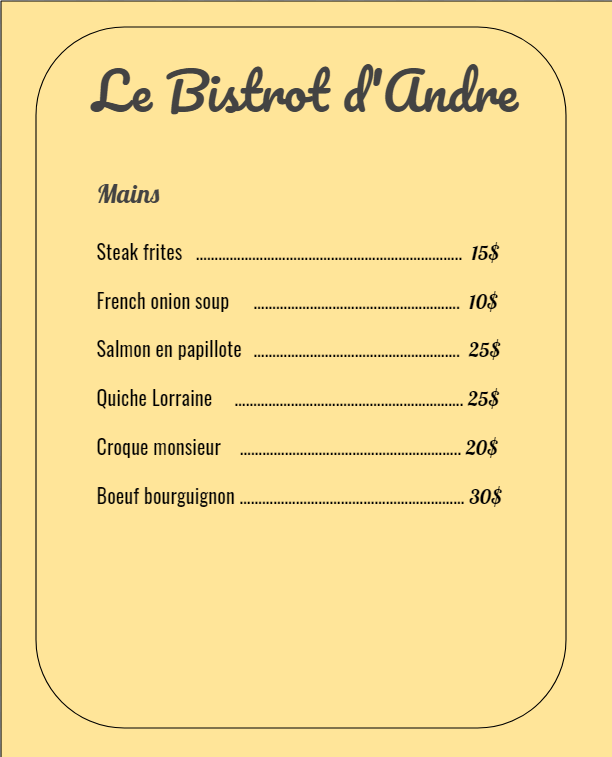 Le Bistrot d'Andre
Mains
Steak frites ........................................................................ 15$
French onion soup ........................................................ 10$
Salmon en papillote ........................................................ 25$
Quiche Lorraine .............................................................. 25$
Croque monsieur ............................................................ 20$
Boeuf bourguignon ............................................................ 30$